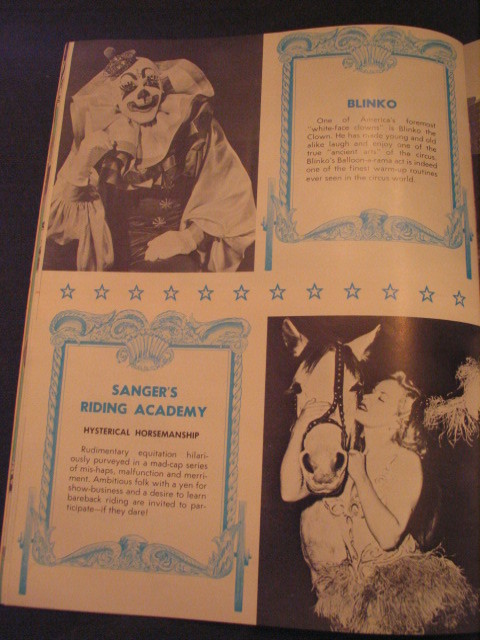 BLINKO
One of America's foremost
"white-face clowns" is Blinko the
Clown. He has made young and old
alike laugh and enjoy one of the
true "ancient arts" of the circus.
Blinko's Balloon-a-rama act is indeed
one of the finest warm-up routines
ever seen in the circus world.
SANGER'S
RIDING ACADEMY
HYSTERICAL HORSEMANSHIP
Rudimentary equitation hilari-
ously purveyed in a mad-cap series
of mis-haps, malfunction and merri-
ment. Ambitious folk with a yen for
show-business and a desire to learn
bareback riding are invited to par-
ticipate—if they dare!